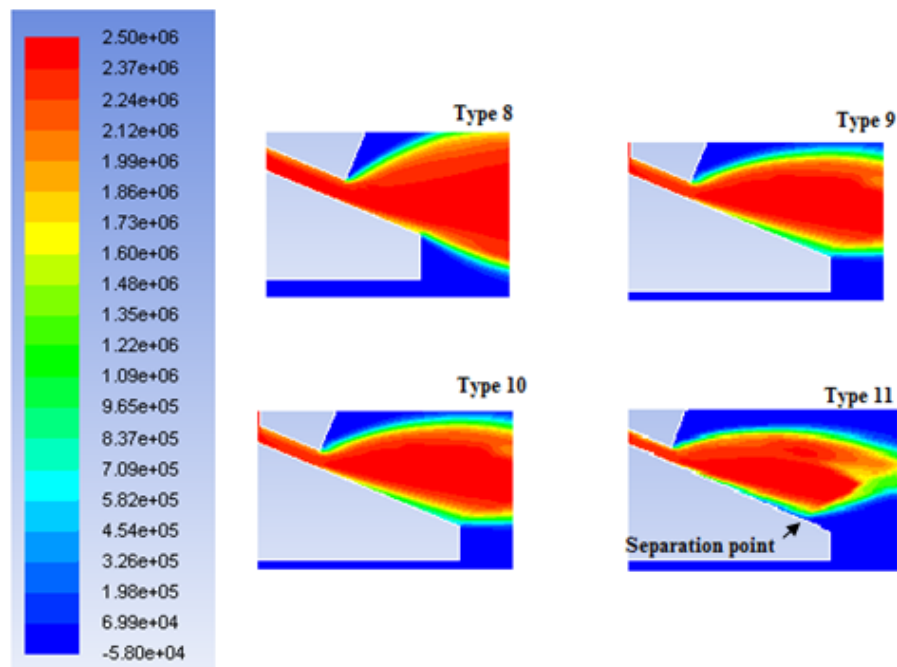 2.50e+06
2.37e+06
2.24e+06
2.12e+06
1.99e+06
1.86e+06
1.73e+06
1.60e+06
1.48e+06
1.35e+06
1.22e+06
1.09e+06
9.65e+05
8.37e+05
7.09e+05
5.82e+05
4.54e+05
3.26e+05
1.98e+05
6.99e+04
-5.80e+04
Type 8
Type 9
Type 10
Type 11
Separation point